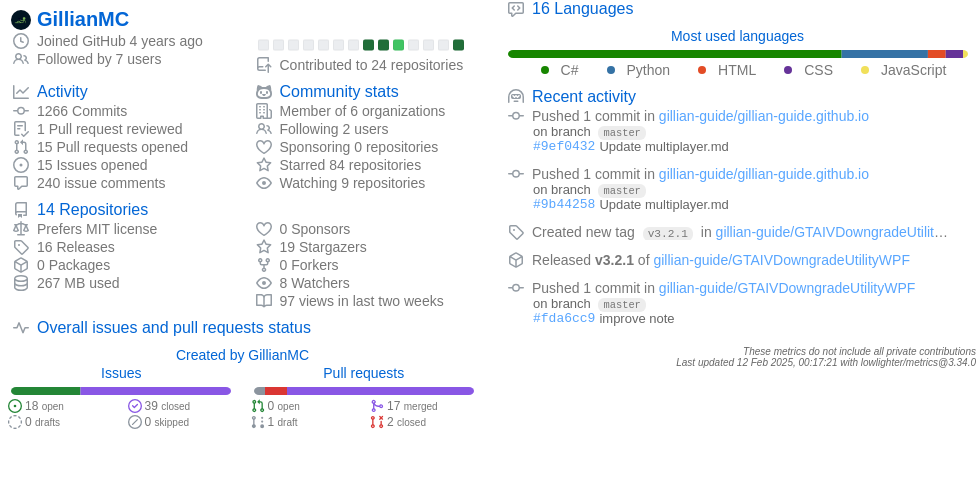 GillianMC
Joined GitHub 4 years ago
Followed by 7 users
Contributed to 24 repositories
Activity
1266 Commits
1 Pull request reviewed
15 Pull requests opened
15 Issues opened
240 issue comments
Community stats
Member of 6 organizations
Following 2 users
Sponsoring 0 repositories
Starred 84 repositories
Watching 9 repositories
14 Repositories
Prefers MIT license
16 Releases
0 Packages
267 MB used
0 Sponsors
19 Stargazers
0 Forkers
8 Watchers
97 views in last two weeks
Overall issues and pull requests status
Created by GillianMC
Issues
18 open
39 closed
0 drafts
0 skipped
Pull requests
0 open
17 merged
1 draft
2 closed
16 Languages
Most used languages
C# Python HTML CSS JavaScript
Recent activity
Pushed 1 commit in gillian-guide/gillian-guide.github.io
on branch master
#9ef0432 Update multiplayer.md
Pushed 1 commit in gillian-guide/gillian-guide.github.io
on branch master
#9b44258 Update multiplayer.md
Created new tag v3.2.1 in gillian-guide/GTAIVDowngradeUtilit…
Released v3.2.1 of gillian-guide/GTAIVDowngradeUtilityWPF
Pushed 1 commit in gillian-guide/GTAIVDowngradeUtilityWPF
on branch master
#fda6cc9 improve note
These metrics do not include all private contributions
Last updated 12 Feb 2025, 00:17:21 with lowlighter/metrics@3.34.0